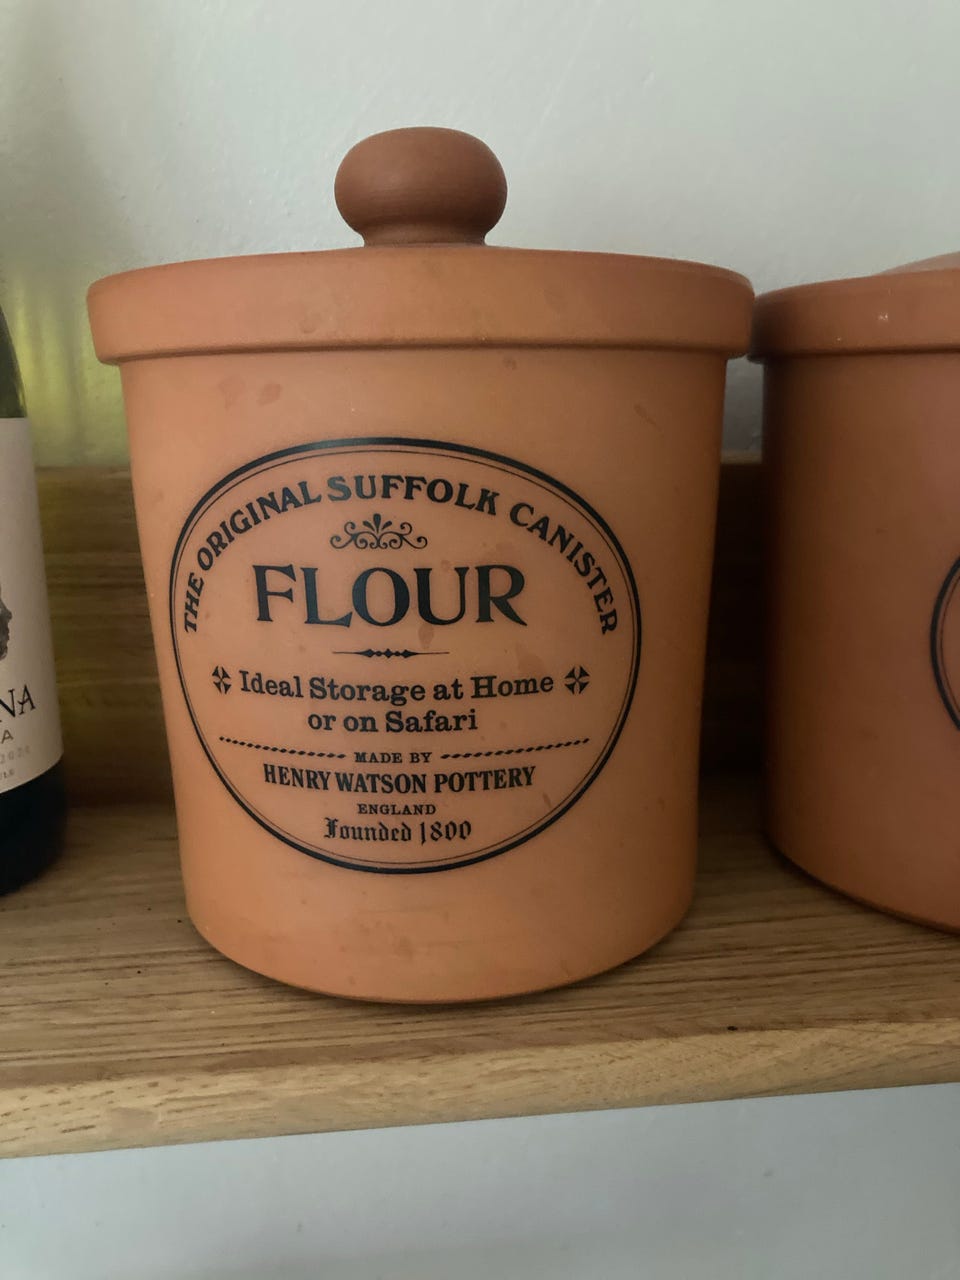 THE ORIGINAL SUFFOLK CANISTER
FLOUR
Ideal Storage at Home
or on Safari
MADE BY
HENRY WATSON POTTERY
ENGLAND
Founded 1800
NA
A